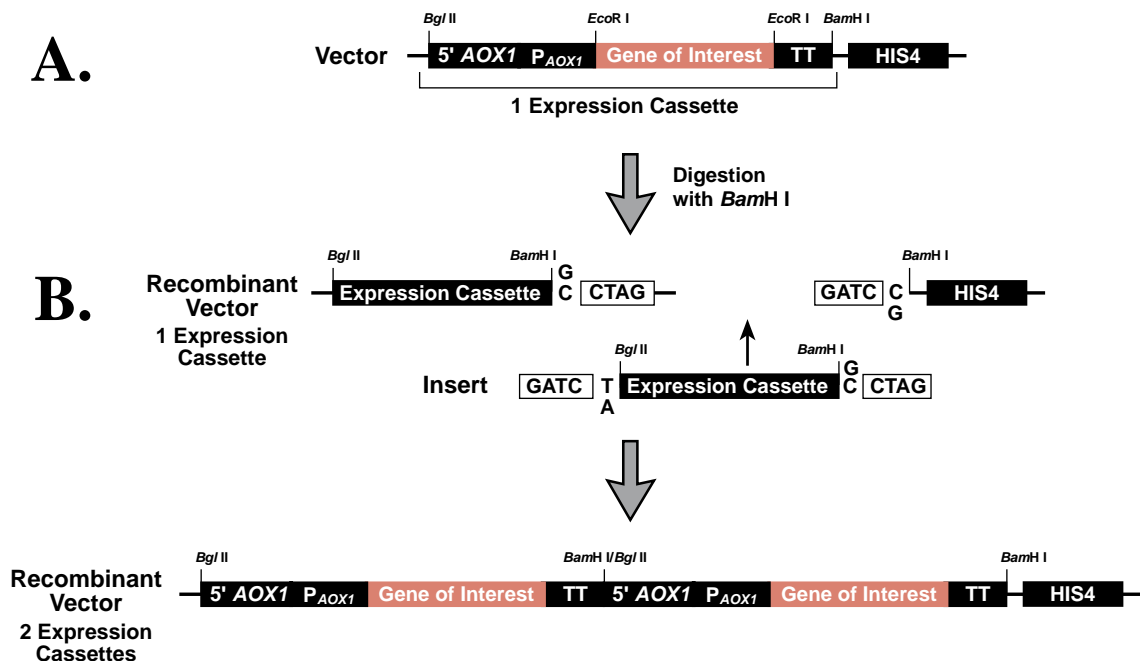 A.
Bgl II
EcoR I
EcoR I
BamH I
Vector
5' AOX1
PAOX1
Gene of Interest
TT
HIS4
1 Expression Cassette
Digestion
with BamH I
B.
Bgl II
BamH I
BamH I
Recombinant
Vector
1 Expression
Cassette
Expression Cassette
G
C
CTAG
GATC
C
G
HIS4
Bgl II
BamH I
Insert
GATC
T
A
Expression Cassette
G
C
CTAG
Bgl II
BamH I/Bgl II
BamH I
Recombinant
Vector
2 Expression
Cassettes
5' AOX1
PAOX1
Gene of Interest
TT
5' AOX1
PAOX1
Gene of Interest
TT
HIS4